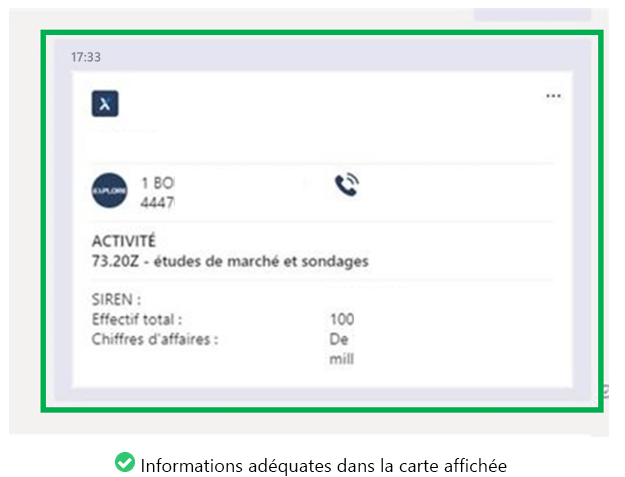 17:33
X
...
EXPLORE
1 BO
4447
ACTIVITÉ
73.20Z - études de marché et sondages
SIREN :
Effectif total : 100
Chiffres d'affaires : De
mill
Informations adéquates dans la carte affichée